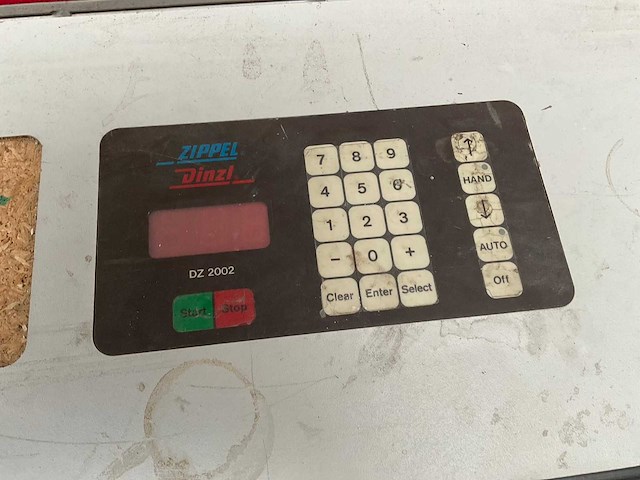 ZIPPEL
Dinzl
DZ 2002
Start Stop
7 8 9
4 5 6
1 2 3
- 0 +
Clear Enter Select
↑
HAND
↓
AUTO
Off